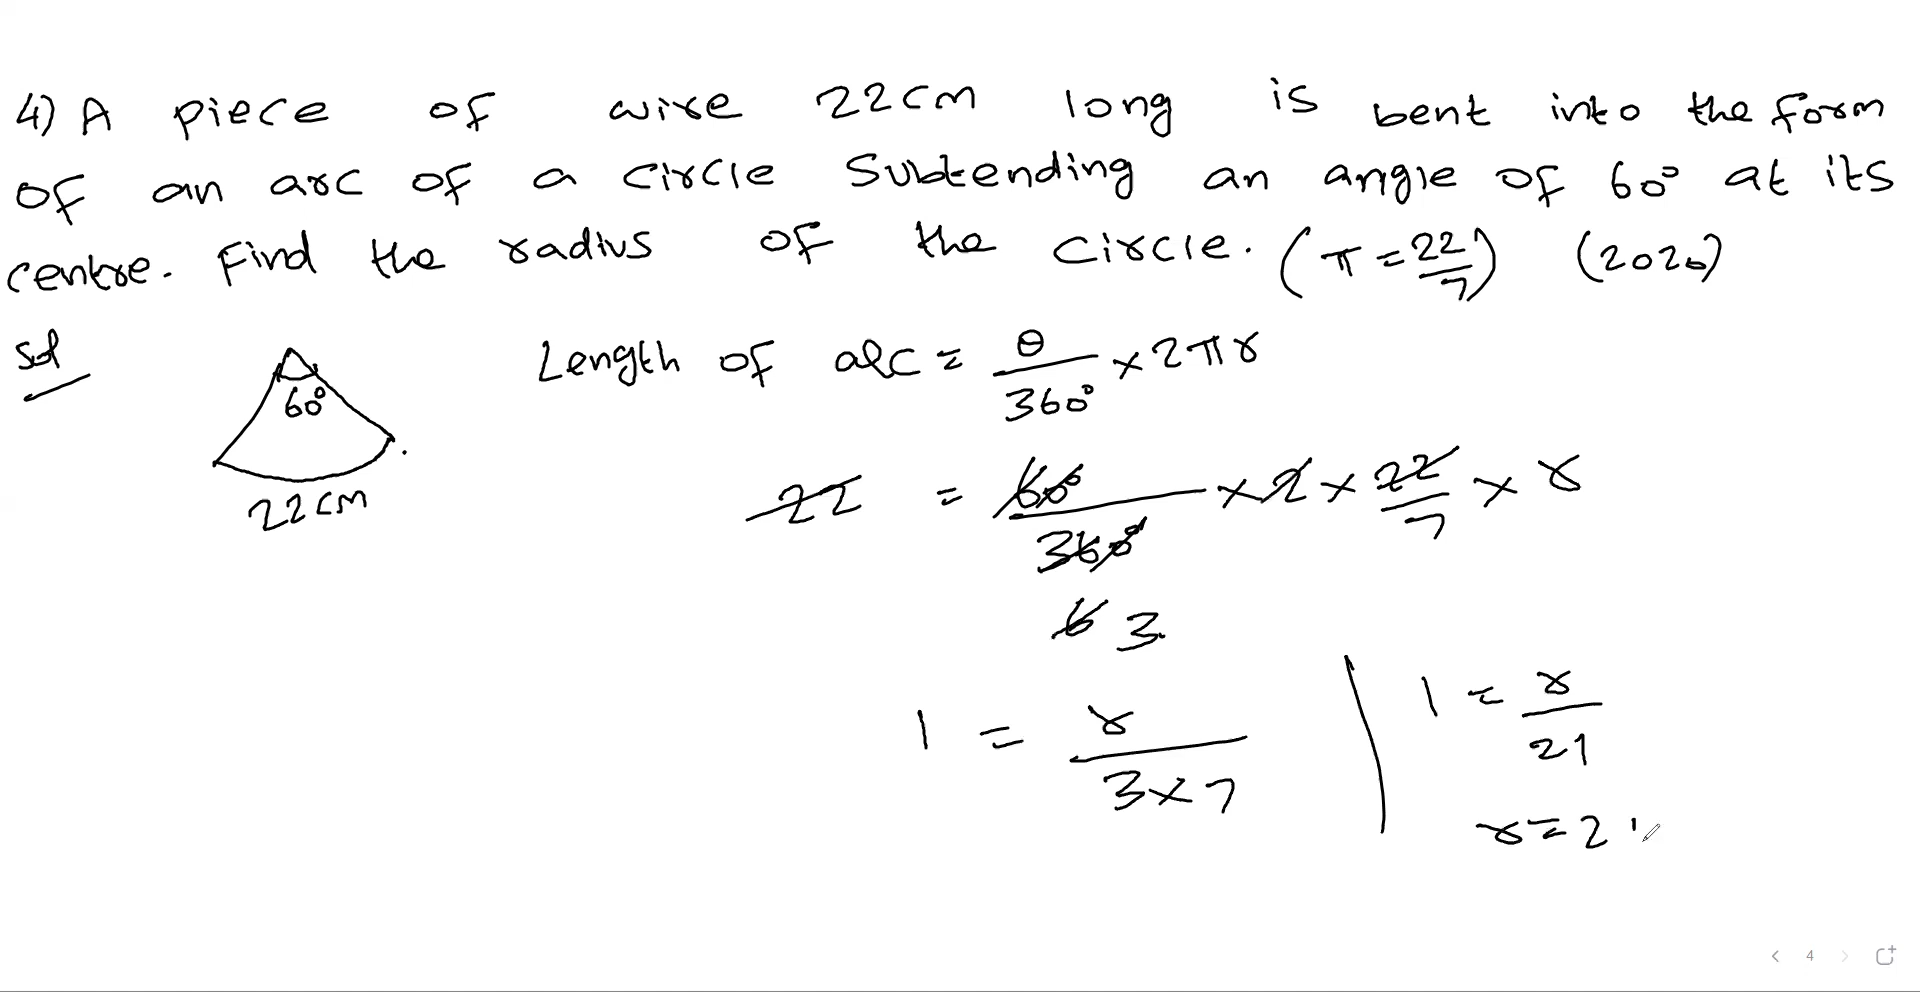 4) A piece of wire 22cm long is bent into the form
of an arc of a circle Subtending an angle of 60° at its
centre. Find the radius of the circle. (π = 22/7) (2020)
Sol
60°
22cm
Length of arc = θ/360° × 2πr
22 = 60°/360° × 2 × 22/7 × r
6 3
1 = r/(3×7)
1 = r/21
r = 21
4